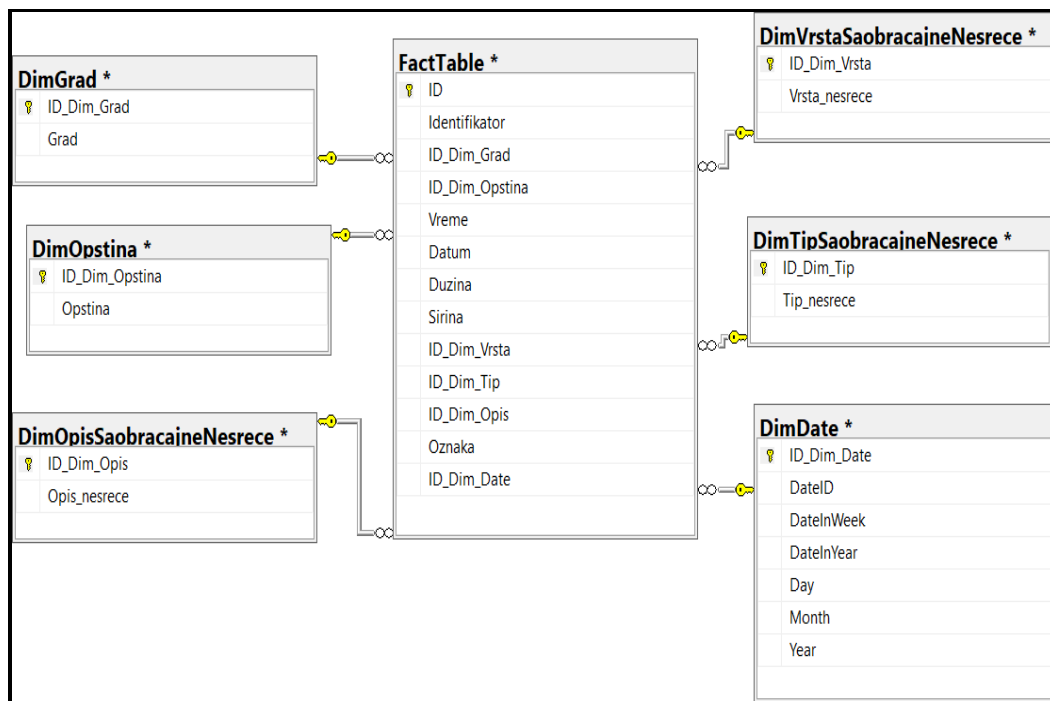 DimGrad *
ID_Dim_Grad
Grad
DimOpstina *
ID_Dim_Opstina
Opstina
DimOpisSaobracajneNesrece *
ID_Dim_Opis
Opis_nesrece
FactTable *
ID
Identifikator
ID_Dim_Grad
ID_Dim_Opstina
Vreme
Datum
Duzina
Sirina
ID_Dim_Vrsta
ID_Dim_Tip
ID_Dim_Opis
Oznaka
ID_Dim_Date
DimVrstaSaobracajneNesrece *
ID_Dim_Vrsta
Vrsta_nesrece
DimTipSaobracajneNesrece *
ID_Dim_Tip
Tip_nesrece
DimDate *
ID_Dim_Date
DateID
DateInWeek
DateInYear
Day
Month
Year